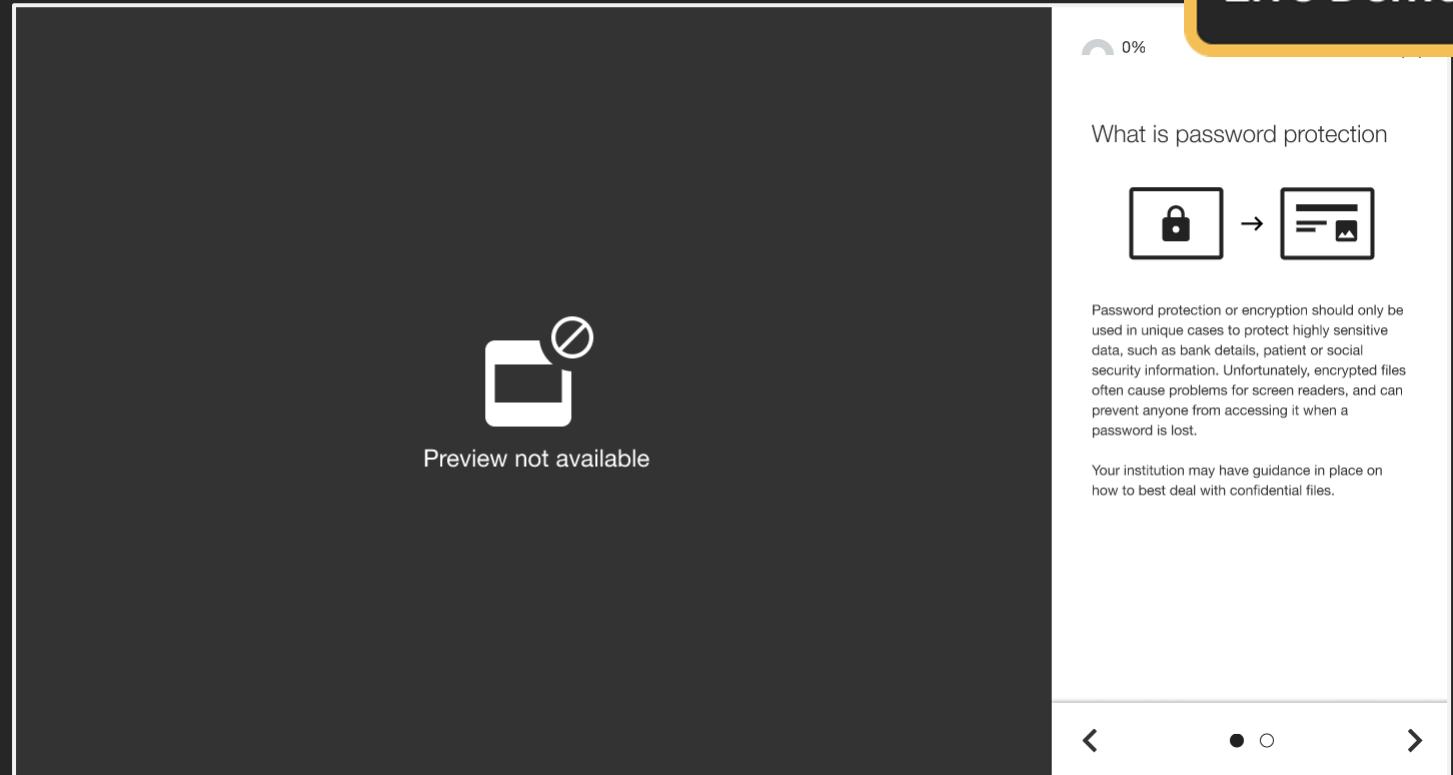 0%
What is password protection
Password protection or encryption should only be
used in unique cases to protect highly sensitive
data, such as bank details, patient or social
security information. Unfortunately, encrypted files
often cause problems for screen readers, and can
prevent anyone from accessing it when a
password is lost.
Your institution may have guidance in place on
how to best deal with confidential files.
Preview not available